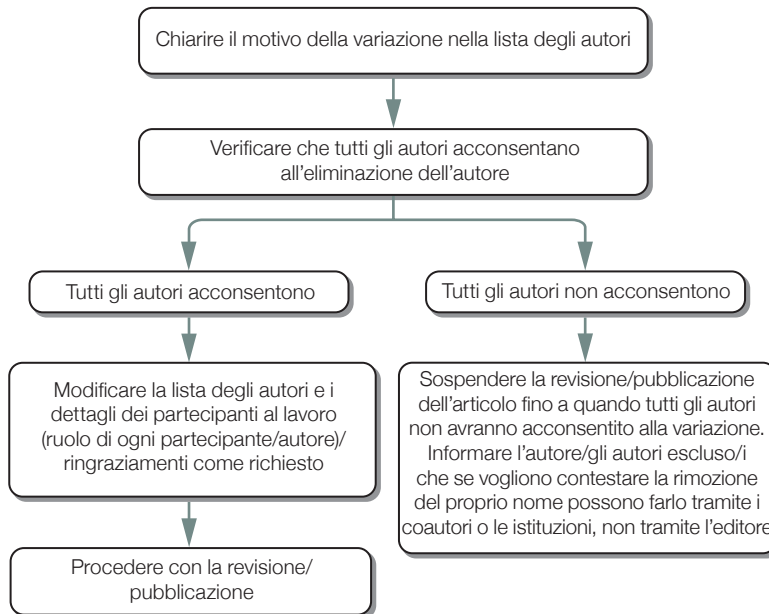 Chiarire il motivo della variazione nella lista degli autori
Verificare che tutti gli autori acconsentano
all'eliminazione dell'autore
Tutti gli autori acconsentono
Tutti gli autori non acconsentono
Modificare la lista degli autori e i
dettagli dei partecipanti al lavoro
(ruolo di ogni partecipante/autore)/
ringraziamenti come richiesto
Sospendere la revisione/pubblicazione
dell'articolo fino a quando tutti gli autori
non avranno acconsentito alla variazione.
Informare l'autore/gli autori escluso/i
che se vogliono contestare la rimozione
del proprio nome possono farlo tramite i
coautori o le istituzioni, non tramite l'editore
Procedere con la revisione/
pubblicazione